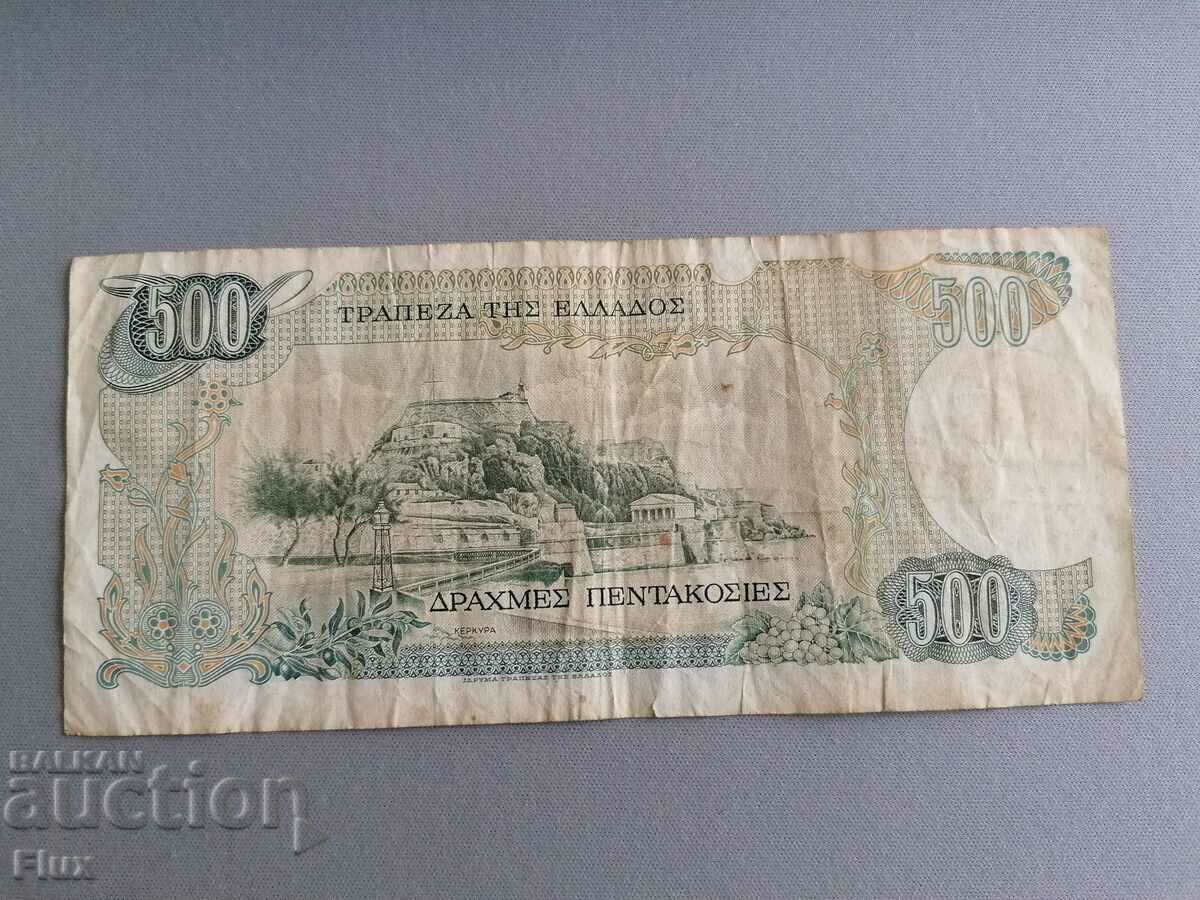 500
500
ΤΡΑΠΕΖΑ ΤΗΣ ΕΛΛΑΔΟΣ
ΔΡΑΧΜΕΣ ΠΕΝΤΑΚΟΣΙΕΣ
500
ΚΕΡΚΥΡΑ
ΙΔΡΥΜΑ ΤΡΑΠΕΖΑΣ ΤΗΣ ΕΛΛΑΔΟΣ
BALKAN
auction
Flux